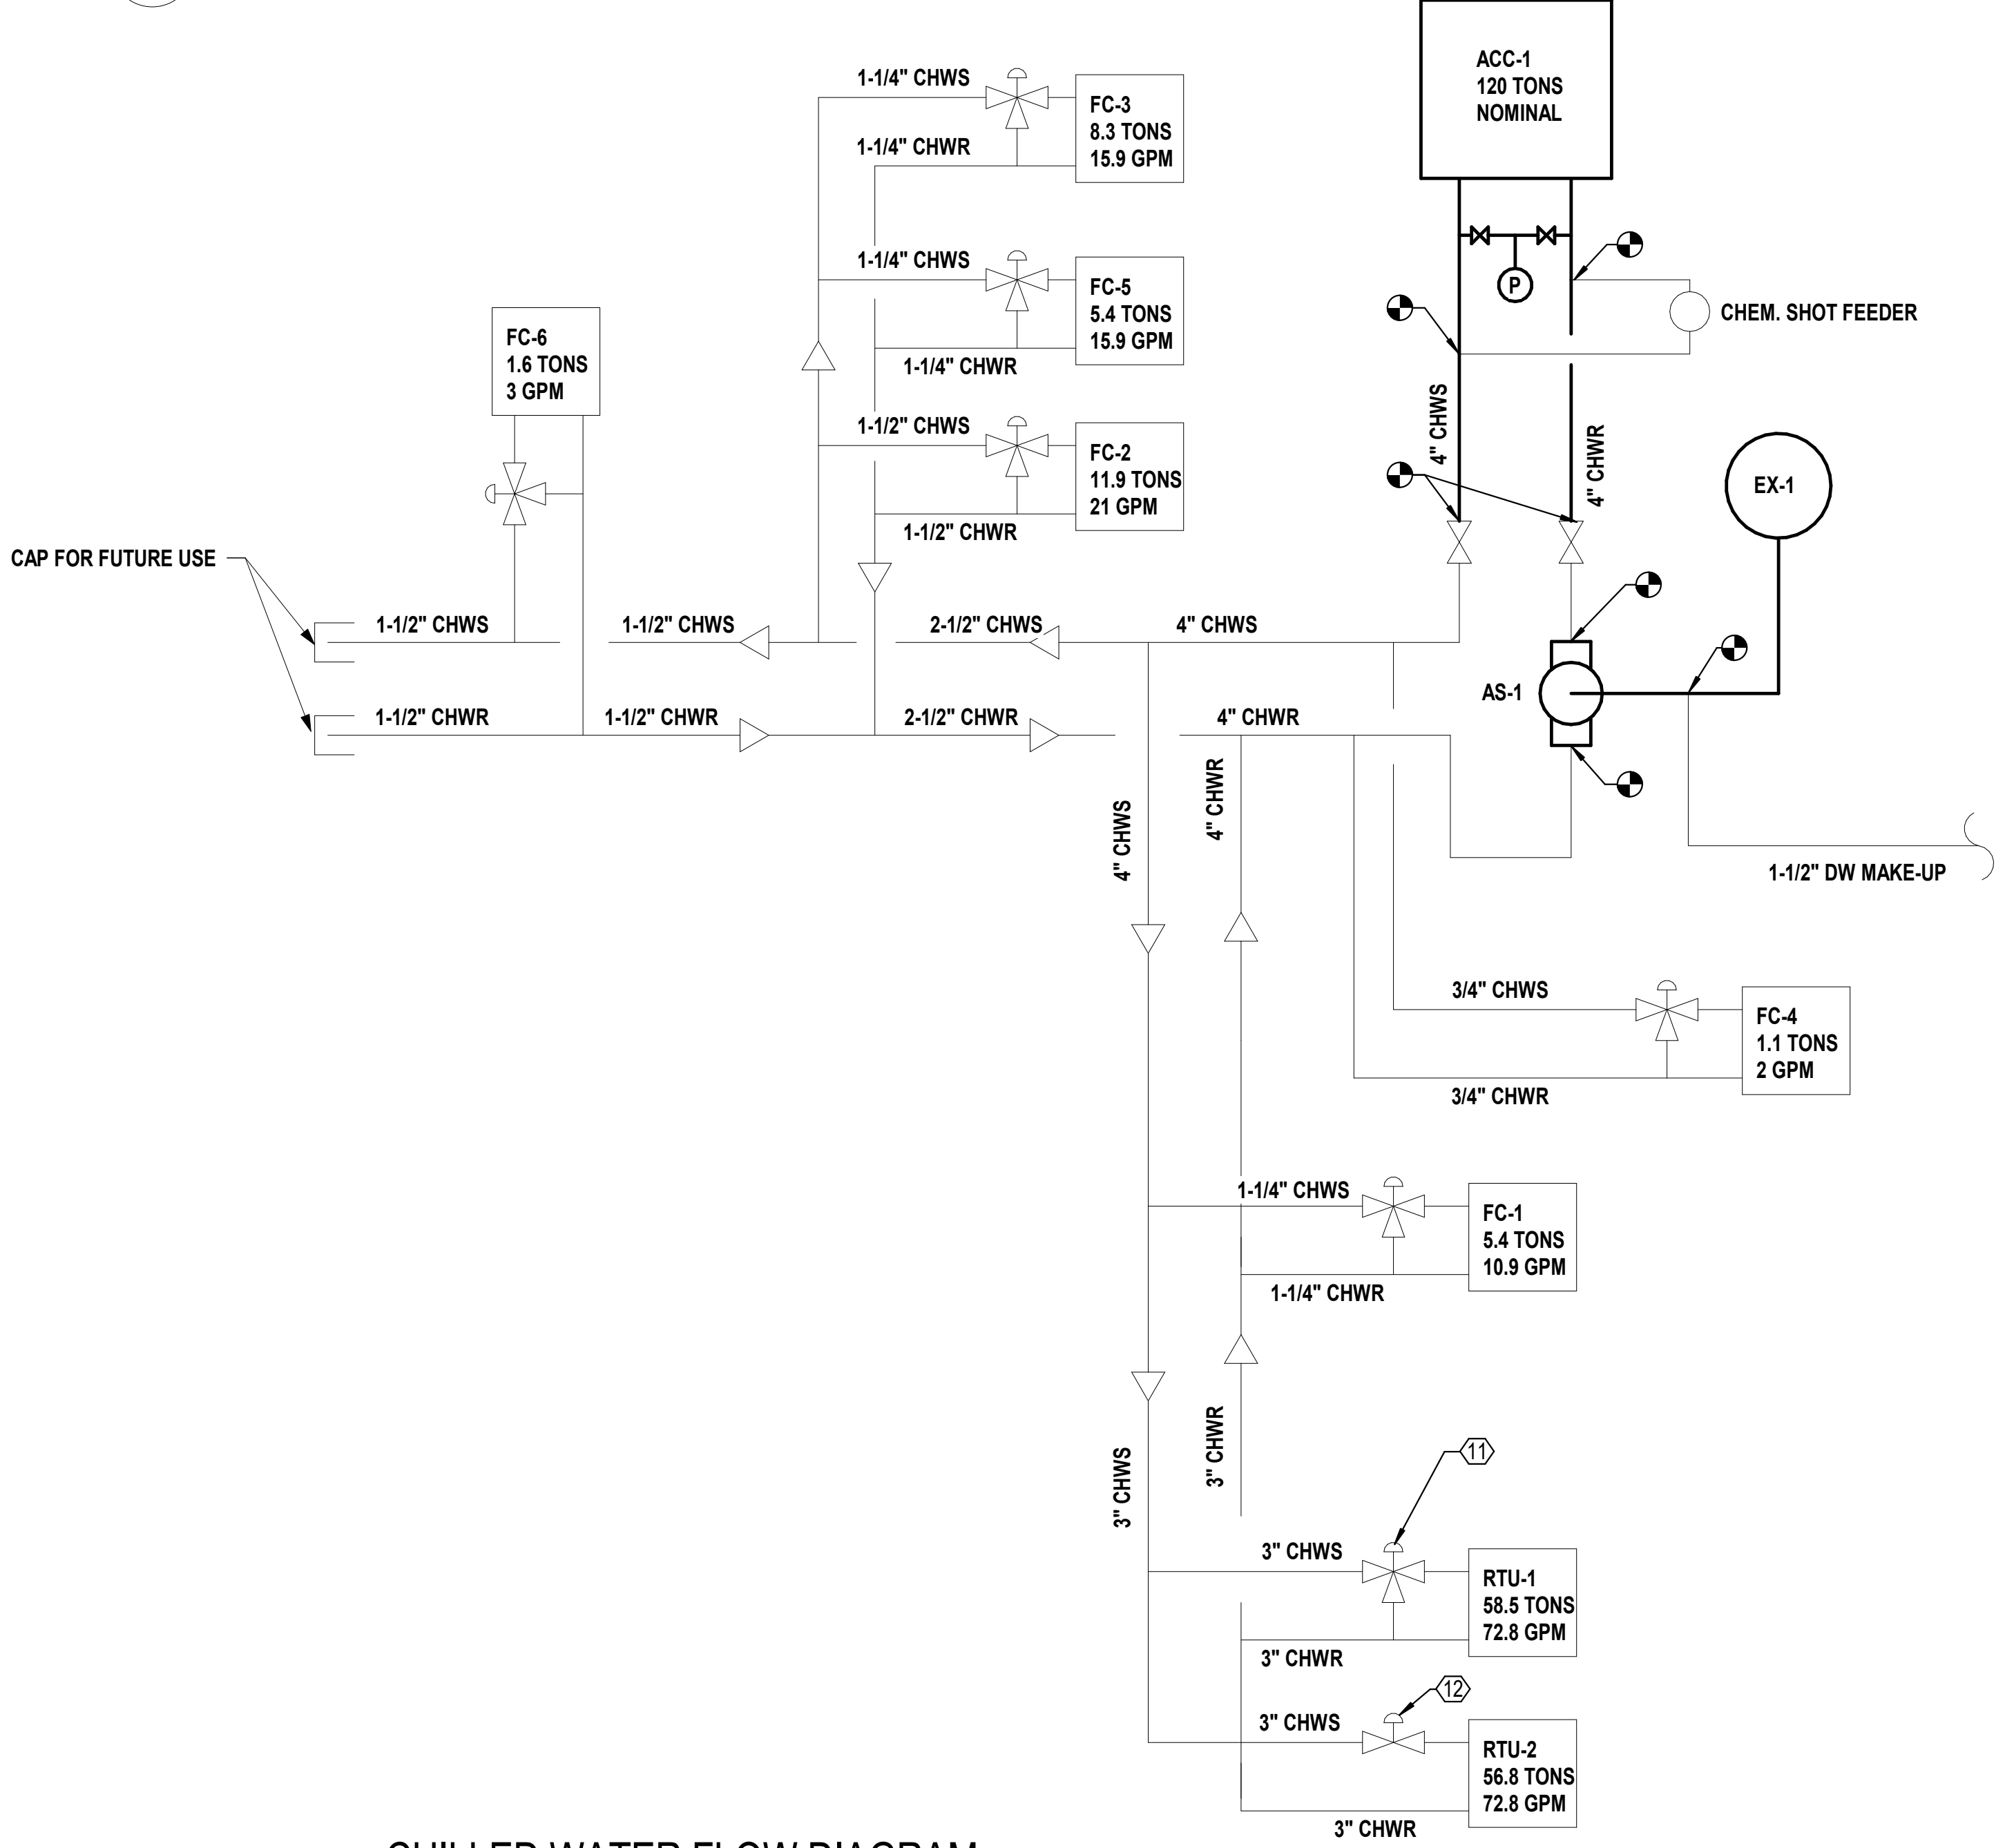 ACC-1
120 TONS
NOMINAL
1-1/4" CHWS
FC-3
8.3 TONS
15.9 GPM
1-1/4" CHWR
1-1/4" CHWS
FC-5
5.4 TONS
15.9 GPM
1-1/4" CHWR
P
CHEM. SHOT FEEDER
FC-6
1.6 TONS
3 GPM
1-1/2" CHWS
FC-2
11.9 TONS
21 GPM
1-1/2" CHWR
4" CHWS
4" CHWR
EX-1
CAP FOR FUTURE USE
1-1/2" CHWS
1-1/2" CHWS
2-1/2" CHWS
4" CHWS
AS-1
1-1/2" CHWR
1-1/2" CHWR
2-1/2" CHWR
4" CHWR
4" CHWS
4" CHWR
1-1/2" DW MAKE-UP
3/4" CHWS
FC-4
1.1 TONS
2 GPM
3/4" CHWR
1-1/4" CHWS
FC-1
5.4 TONS
10.9 GPM
1-1/4" CHWR
3" CHWS
3" CHWR
11
3" CHWS
RTU-1
58.5 TONS
72.8 GPM
3" CHWR
12
3" CHWS
RTU-2
56.8 TONS
72.8 GPM
3" CHWR
CHILLED WATER FLOW DIAGRAM